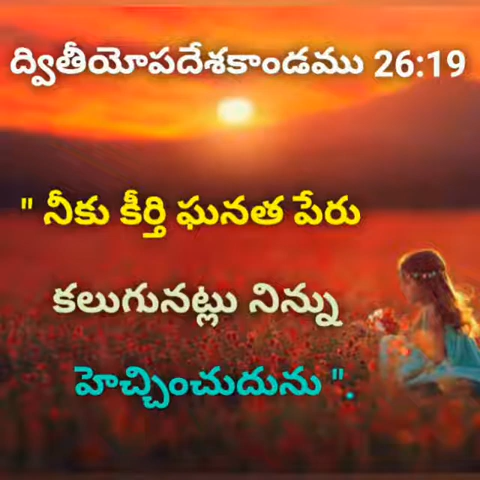 ద్వితీయోపదేశకాండము 26:19
" నీకు కీర్తి ఘనత పేరు
కలుగునట్లు నిన్ను
హెచ్చించుదును ".